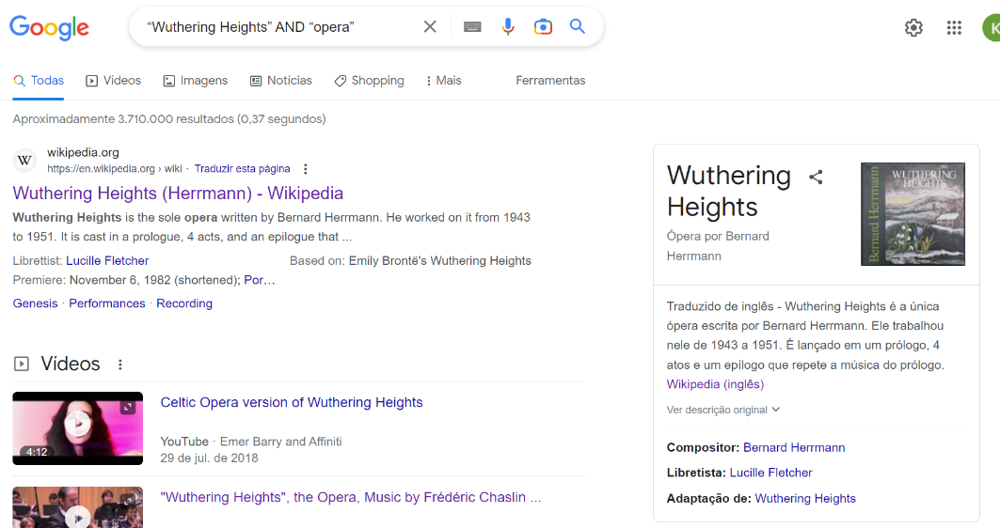 Google
“Wuthering Heights” AND “opera”
K
Todas
Vídeos
Imagens
Notícias
Shopping
Mais
Ferramentas
Aproximadamente 3.710.000 resultados (0,37 segundos)
W
wikipedia.org
https://en.wikipedia.org › wiki · Traduzir esta página
Wuthering Heights (Herrmann) - Wikipedia
Wuthering Heights is the sole opera written by Bernard Herrmann. He worked on it from 1943
to 1951. It is cast in a prologue, 4 acts, and an epilogue that ...
Librettist: Lucille Fletcher
Based on: Emily Brontë's Wuthering Heights
Premiere: November 6, 1982 (shortened); Por…
Genesis · Performances · Recording
Vídeos
4:12
Celtic Opera version of Wuthering Heights
YouTube · Emer Barry and Affiniti
29 de jul. de 2018
"Wuthering Heights", the Opera, Music by Frédéric Chaslin ...
Wuthering
Heights
Ópera por Bernard
Herrmann
WUTHERING
HEIGHTS
Bernard Herrmann
Traduzido de inglês - Wuthering Heights é a única
ópera escrita por Bernard Herrmann. Ele trabalhou
nele de 1943 a 1951. É lançado em um prólogo, 4
atos e um epílogo que repete a música do prólogo.
Wikipedia (inglês)
Ver descrição original
Compositor: Bernard Herrmann
Libretista: Lucille Fletcher
Adaptação de: Wuthering Heights